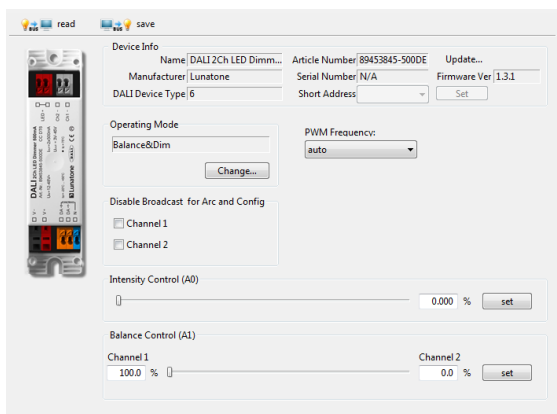 read save
Device Info
Name DALI 2Ch LED Dimm... Article Number 89453845-500DE Update...
Manufacturer Lunatone Serial Number N/A Firmware Ver 1.3.1
DALI Device Type 6 Short Address Set
Operating Mode
Balance&Dim
Change...
PWM Frequency:
auto
Disable Broadcast for Arc and Config
Channel 1
Channel 2
Intensity Control (A0)
0.000 % set
Balance Control (A1)
Channel 1 Channel 2
100.0 % 0.0 % set